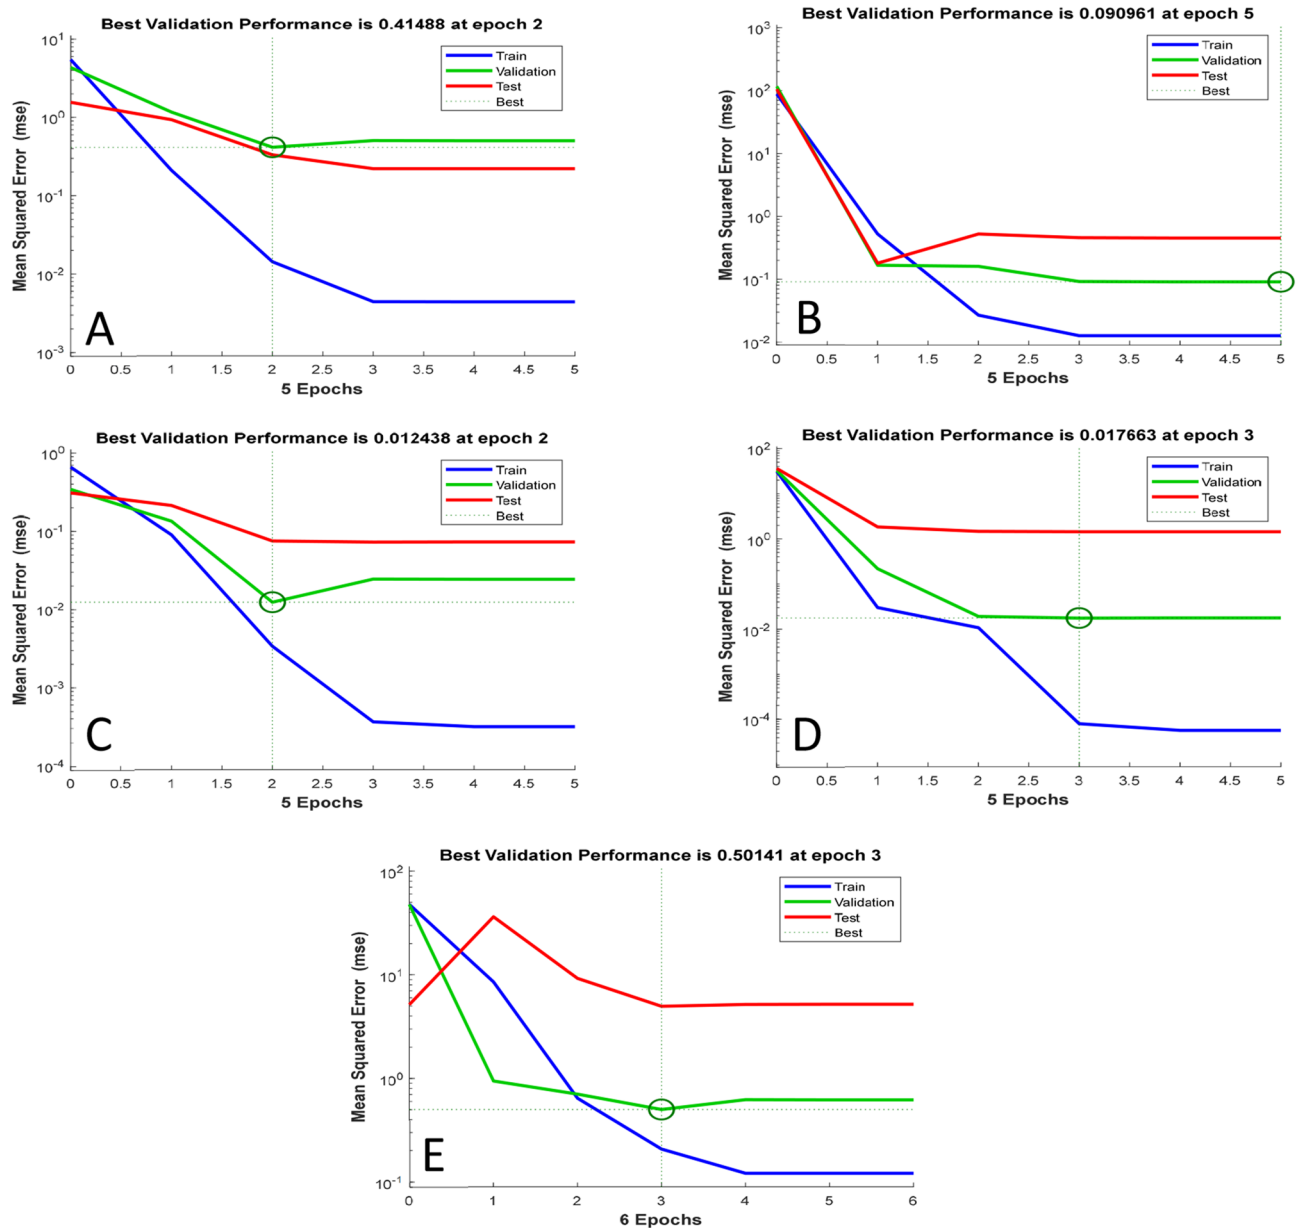 Best Validation Performance is 0.41488 at epoch 2
Mean Squared Error (mse)
10^1
10^0
10^-1
10^-2
10^-3
Train
Validation
Test
Best
A
0 0.5 1 1.5 2 2.5 3 3.5 4 4.5 5
5 Epochs
Best Validation Performance is 0.090961 at epoch 5
Mean Squared Error (mse)
10^3
10^2
10^1
10^0
10^-1
10^-2
Train
Validation
Test
Best
B
0 0.5 1 1.5 2 2.5 3 3.5 4 4.5 5
5 Epochs
Best Validation Performance is 0.012438 at epoch 2
Mean Squared Error (mse)
10^0
10^-1
10^-2
10^-3
10^-4
Train
Validation
Test
Best
C
0 0.5 1 1.5 2 2.5 3 3.5 4 4.5 5
5 Epochs
Best Validation Performance is 0.017663 at epoch 3
Mean Squared Error (mse)
10^2
10^0
10^-2
10^-4
Train
Validation
Test
Best
D
0 0.5 1 1.5 2 2.5 3 3.5 4 4.5 5
5 Epochs
Best Validation Performance is 0.50141 at epoch 3
Mean Squared Error (mse)
10^2
10^1
10^0
10^-1
Train
Validation
Test
Best
E
0 1 2 3 4 5 6
6 Epochs